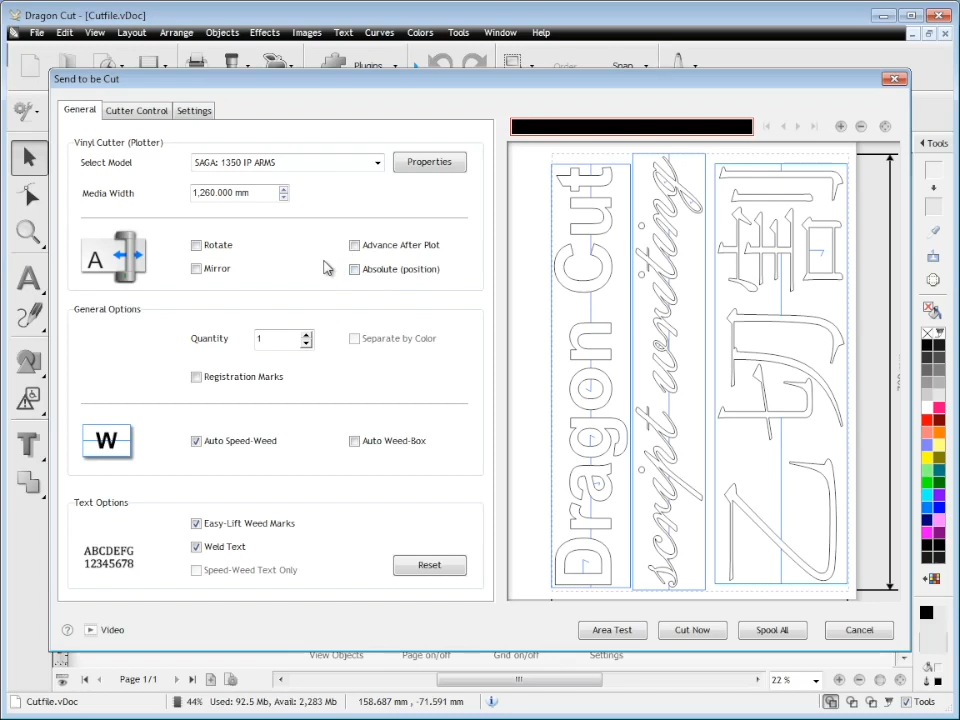 Dragon Cut - [Cutfile.vDoc]
File Edit View Layout Arrange Objects Effects Images Text Curves Colors Tools Window Help
Plugins Order Snap
Send to be Cut
General Cutter Control Settings
Tools
Vinyl Cutter (Plotter)
Select Model SAGA: 1350 IP ARMS Properties
Media Width 1,260.000 mm
A
Rotate Advance After Plot
Mirror Absolute (position)
General Options
Quantity 1 Separate by Color
Registration Marks
W
Auto Speed-Weed Auto Weed-Box
Text Options
Easy-Lift Weed Marks
ABCDEFG
12345678
Weld Text
Speed-Weed Text Only
Reset
Dragon Cut
script writing
乙切割
Video
Area Test Cut Now Spool All Cancel
View Objects Page on/off Grid on/off Settings
Page 1/1 22 %
Cutfile.vDoc 44% Used: 92.5 Mb, Avail: 2,283 Mb 158.687 mm , -71.591 mm Tools